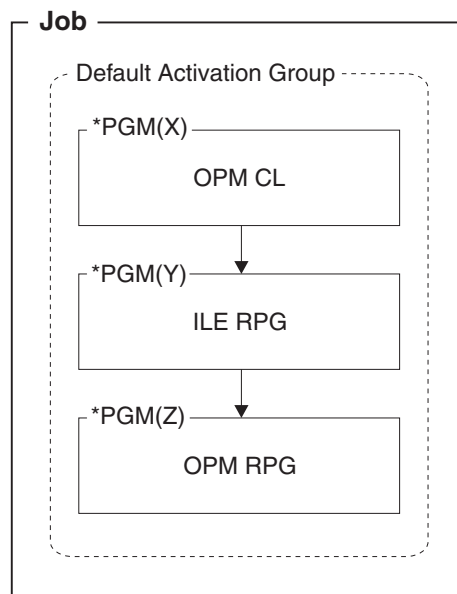 Job
Default Activation Group
*PGM(X)
OPM CL
*PGM(Y)
ILE RPG
*PGM(Z)
OPM RPG